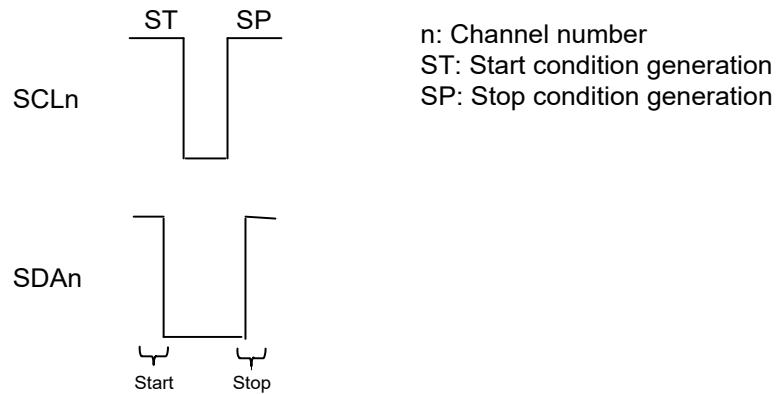 ST SP
n: Channel number
ST: Start condition generation
SP: Stop condition generation
SCLn
SDAn
Start Stop